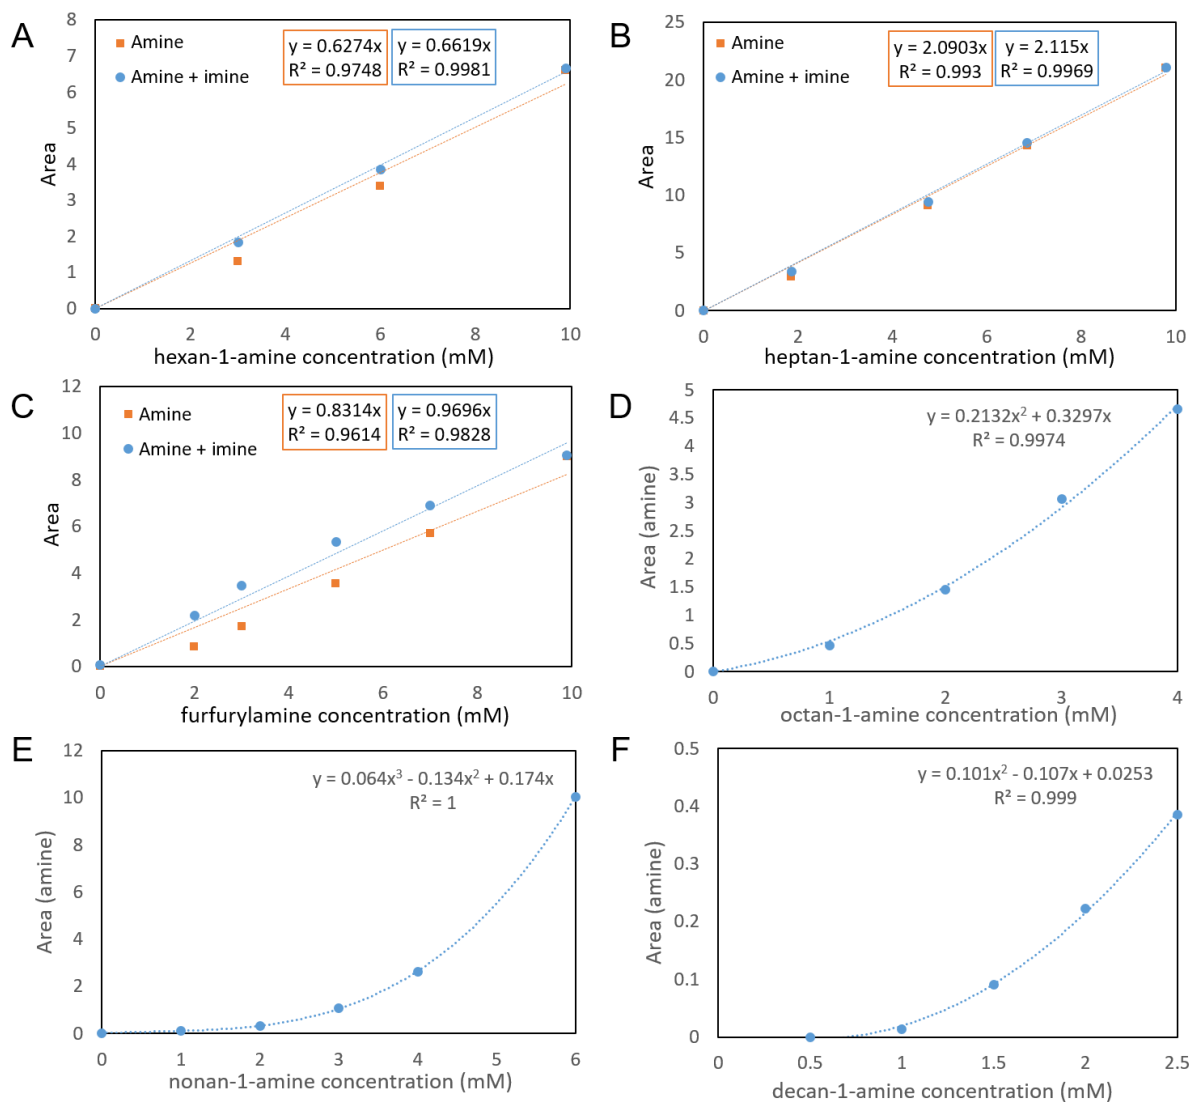 A
Amine
Amine + imine
y = 0.6274x
R² = 0.9748
y = 0.6619x
R² = 0.9981
8
7
6
5
4
3
2
1
0
Area
0 2 4 6 8 10
hexan-1-amine concentration (mM)
B
Amine
Amine + imine
y = 2.0903x
R² = 0.993
y = 2.115x
R² = 0.9969
25
20
15
10
5
0
Area
0 2 4 6 8 10
heptan-1-amine concentration (mM)
C
Amine
Amine + imine
y = 0.8314x
R² = 0.9614
y = 0.9696x
R² = 0.9828
12
10
8
6
4
2
0
Area
0 2 4 6 8 10
furfurylamine concentration (mM)
D
y = 0.2132x² + 0.3297x
R² = 0.9974
5
4.5
4
3.5
3
2.5
2
1.5
1
0.5
0
Area (amine)
0 1 2 3 4
octan-1-amine concentration (mM)
E
y = 0.064x³ - 0.134x² + 0.174x
R² = 1
12
10
8
6
4
2
0
Area (amine)
0 1 2 3 4 5 6
nonan-1-amine concentration (mM)
F
y = 0.101x² - 0.107x + 0.0253
R² = 0.999
0.5
0.4
0.3
0.2
0.1
0
Area (amine)
0 0.5 1 1.5 2 2.5
decan-1-amine concentration (mM)